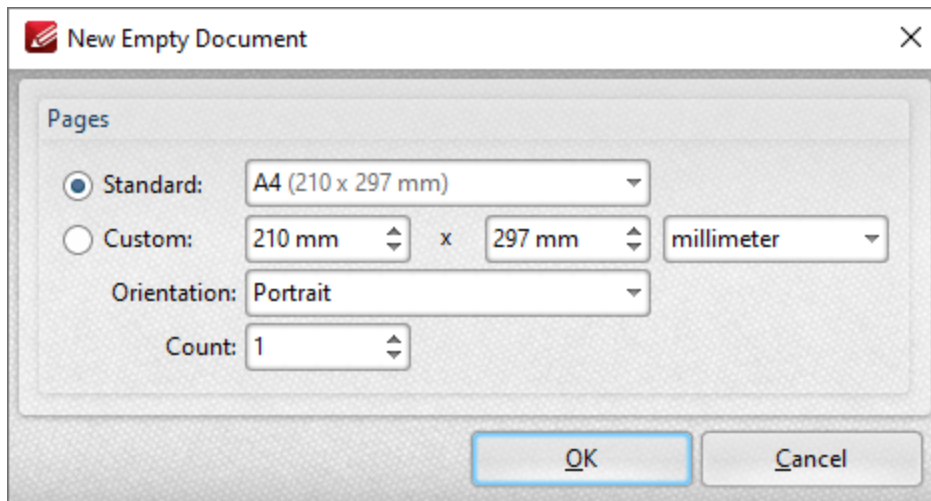 New Empty Document
Pages
Standard: A4 (210 x 297 mm)
Custom: 210 mm x 297 mm millimeter
Orientation: Portrait
Count: 1
OK Cancel